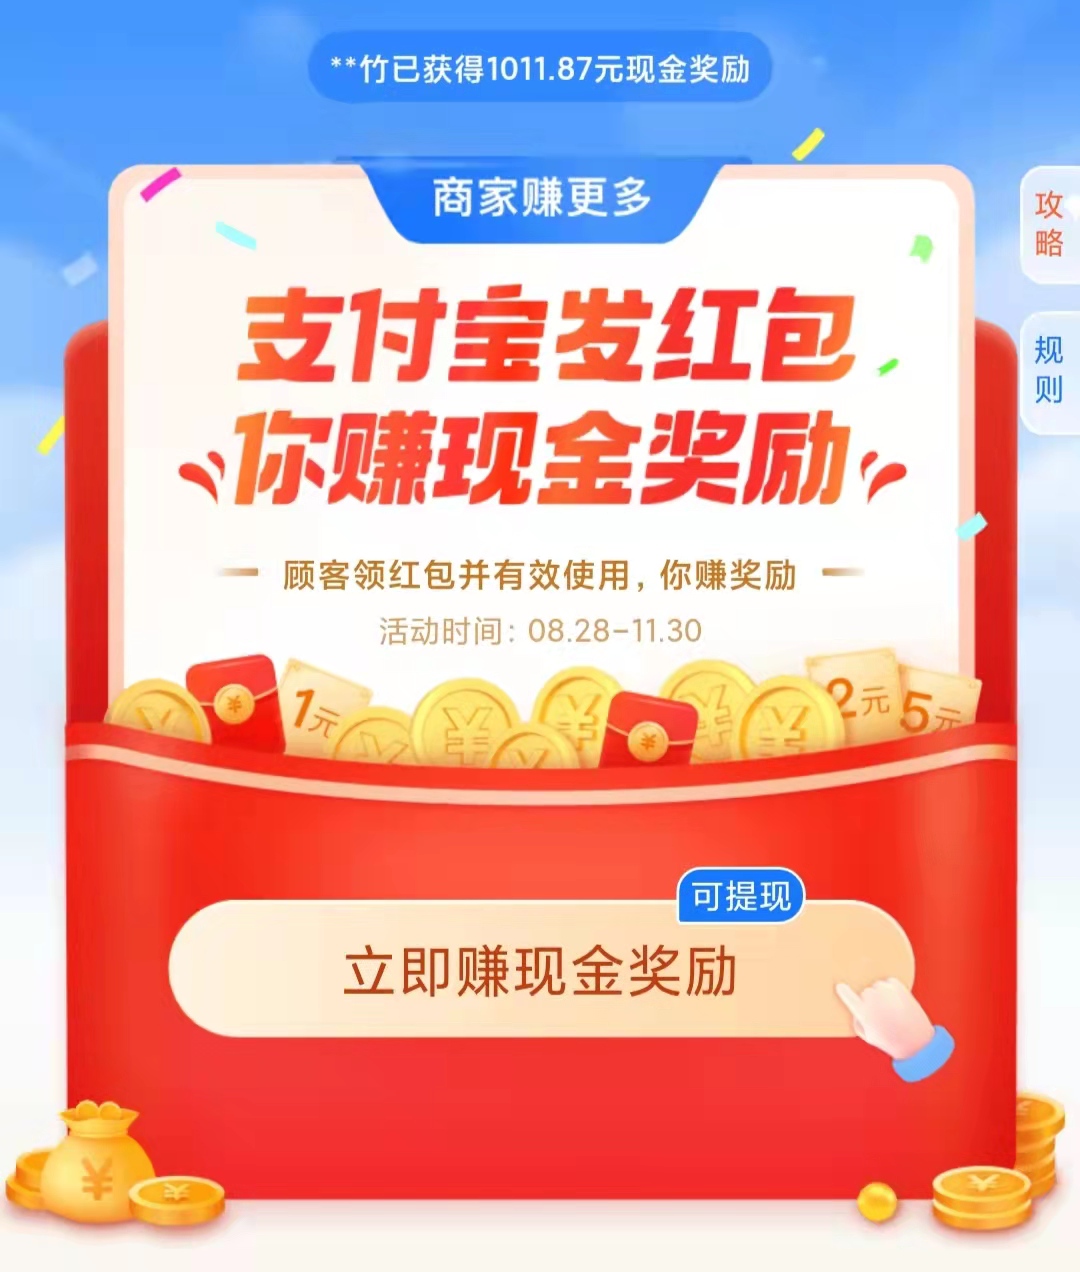 **竹已获得1011.87元现金奖励
商家赚更多
攻略
规则
支付宝发红包
你赚现金奖励
顾客领红包并有效使用，你赚奖励
活动时间：08.28-11.30
1元
2元
5元
可提现
立即赚现金奖励